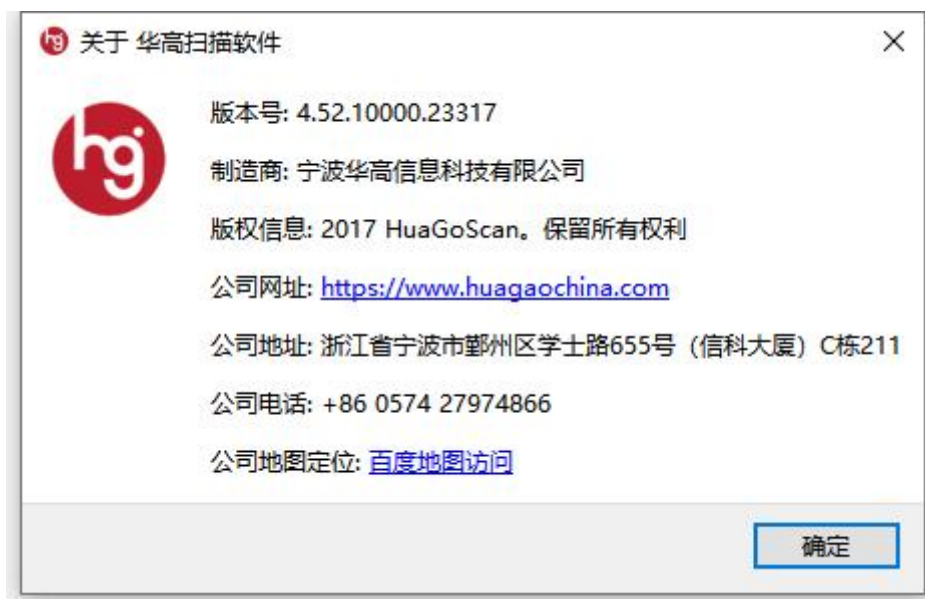 关于 华高扫描软件
hg
版本号: 4.52.10000.23317
制造商: 宁波华高信息科技有限公司
版权信息: 2017 HuaGoScan。保留所有权利
公司网址: https://www.huagaochina.com
公司地址: 浙江省宁波市鄞州区学士路655号（信科大厦）C栋211
公司电话: +86 0574 27974866
公司地图定位: 百度地图访问
确定